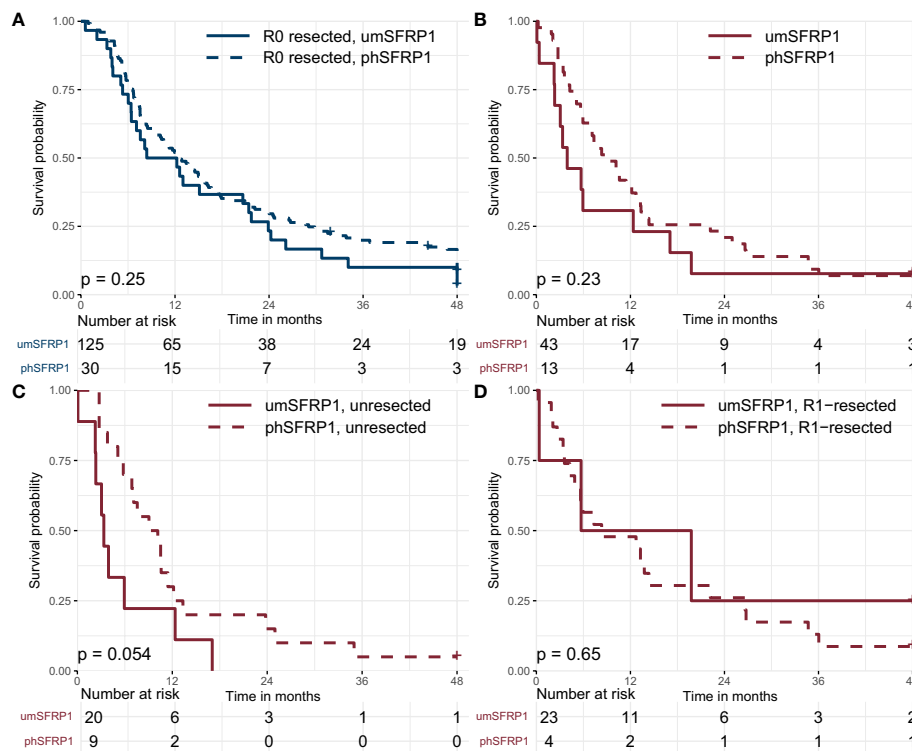 A
R0 resected, umSFRP1
R0 resected, phSFRP1
Survival probability
1.00
0.75
0.50
0.25
0.00
p = 0.25
0 12 24 36 48
Number at risk
Time in months
umSFRP1 125 65 38 24 19
phSFRP1 30 15 7 3 3
B
umSFRP1
phSFRP1
Survival probability
1.00
0.75
0.50
0.25
0.00
p = 0.23
0 12 24 36 48
Number at risk
Time in months
umSFRP1 43 17 9 4 3
phSFRP1 13 4 1 1 1
C
umSFRP1, unresected
phSFRP1, unresected
Survival probability
1.00
0.75
0.50
0.25
0.00
p = 0.054
0 12 24 36 48
Number at risk
Time in months
umSFRP1 20 6 3 1 1
phSFRP1 9 2 0 0 0
D
umSFRP1, R1−resected
phSFRP1, R1−resected
Survival probability
1.00
0.75
0.50
0.25
0.00
p = 0.65
0 12 24 36 48
Number at risk
Time in months
umSFRP1 23 11 6 3 2
phSFRP1 4 2 1 1 1